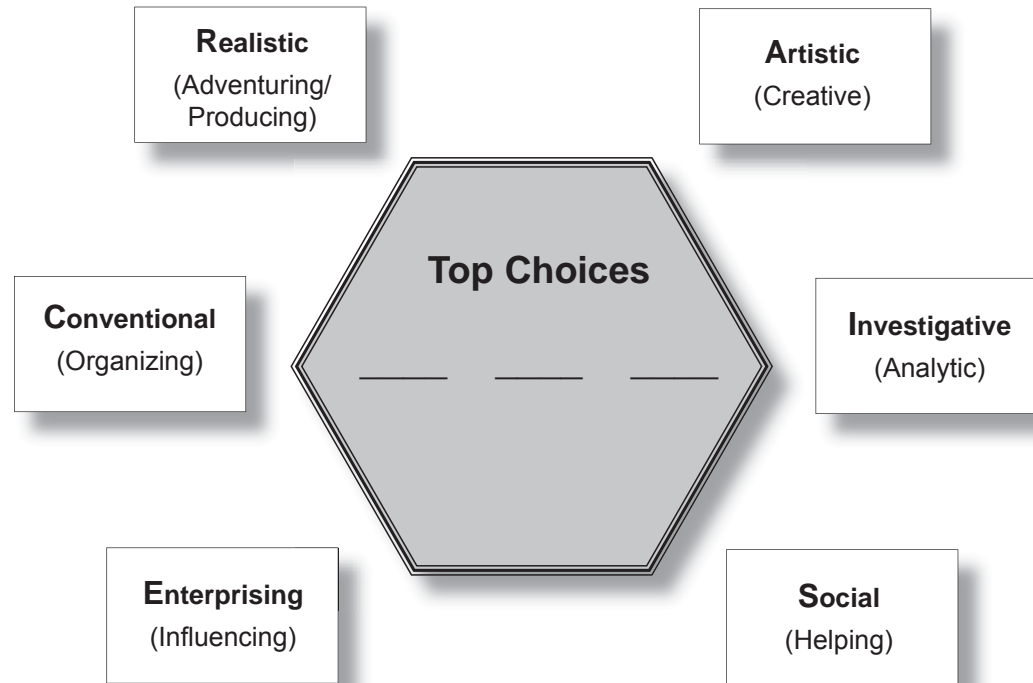 Realistic
(Adventuring/
Producing)
Artistic
(Creative)
Top Choices
Conventional
(Organizing)
Investigative
(Analytic)
Enterprising
(Influencing)
Social
(Helping)